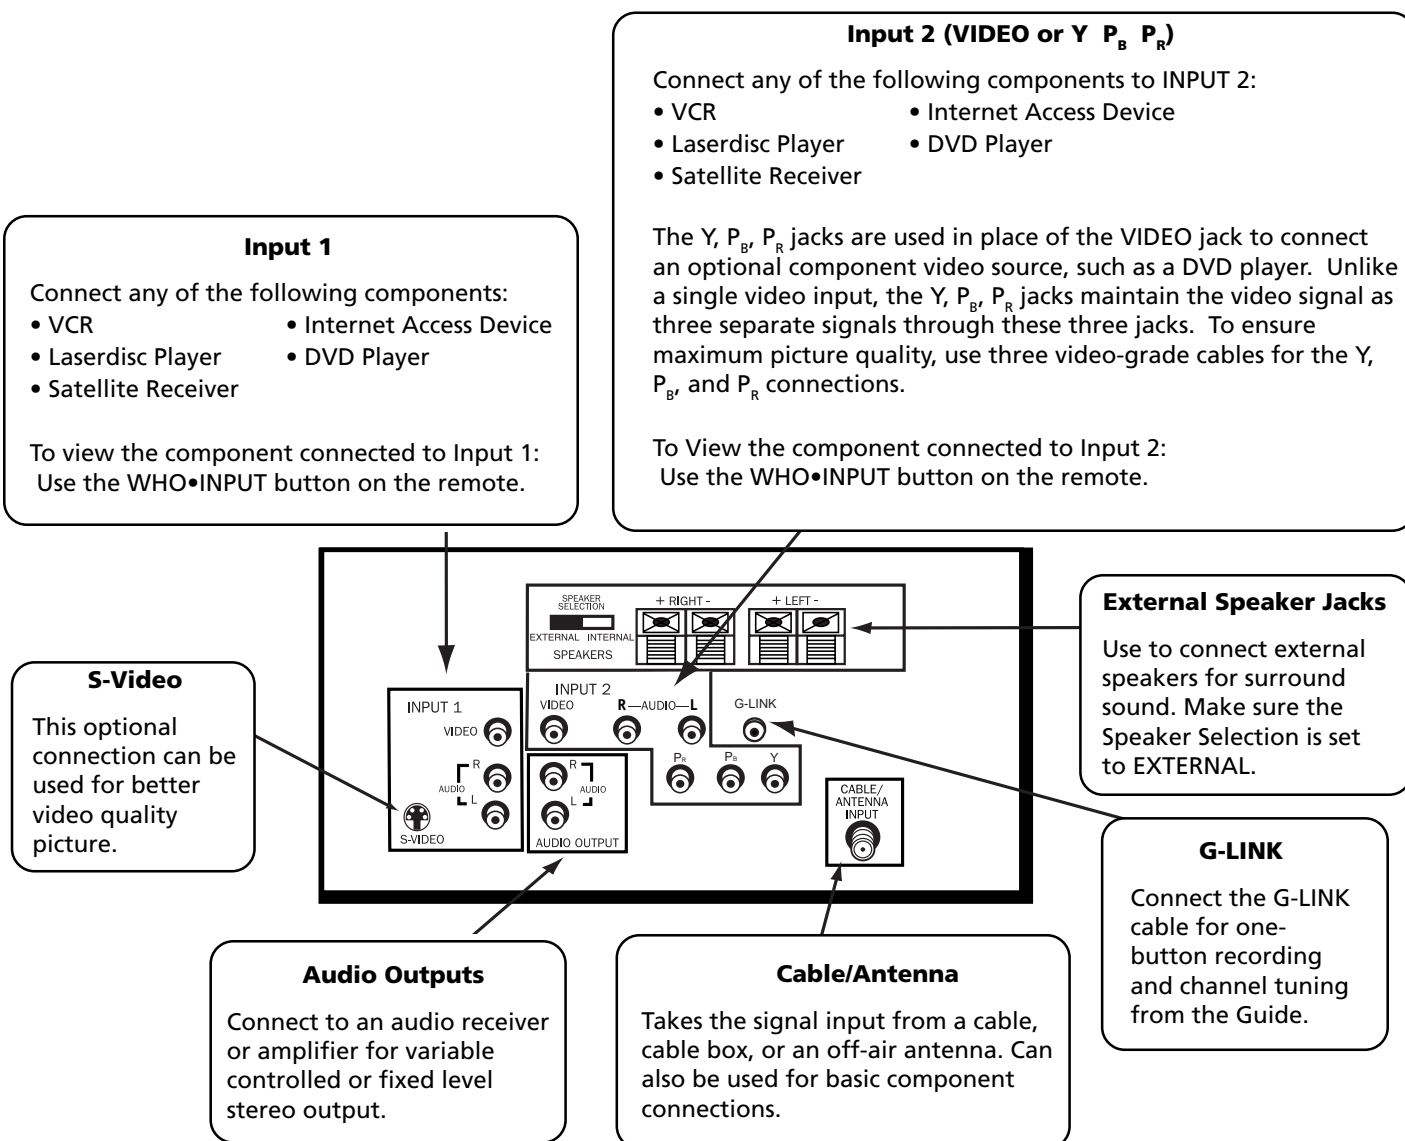 Input 2 (VIDEO or Y PB PR)
Connect any of the following components to INPUT 2:
• VCR • Internet Access Device
• Laserdisc Player • DVD Player
• Satellite Receiver
The Y, PB, PR jacks are used in place of the VIDEO jack to connect
an optional component video source, such as a DVD player. Unlike
a single video input, the Y, PB, PR jacks maintain the video signal as
three separate signals through these three jacks. To ensure
maximum picture quality, use three video-grade cables for the Y,
PB, and PR connections.
To View the component connected to Input 2:
Use the WHO•INPUT button on the remote.
Input 1
Connect any of the following components:
• VCR • Internet Access Device
• Laserdisc Player • DVD Player
• Satellite Receiver
To view the component connected to Input 1:
Use the WHO•INPUT button on the remote.
SPEAKER
SELECTION
EXTERNAL INTERNAL
SPEAKERS
+ RIGHT -
+ LEFT -
External Speaker Jacks
Use to connect external
speakers for surround
sound. Make sure the
Speaker Selection is set
to EXTERNAL.
S-Video
This optional
connection can be
used for better
video quality
picture.
INPUT 1
VIDEO
R
AUDIO
L
S-VIDEO
INPUT 2
VIDEO
R—AUDIO—L
G-LINK
PR PB Y
R
AUDIO
L
AUDIO OUTPUT
CABLE/
ANTENNA
INPUT
G-LINK
Connect the G-LINK
cable for one-
button recording
and channel tuning
from the Guide.
Audio Outputs
Connect to an audio receiver
or amplifier for variable
controlled or fixed level
stereo output.
Cable/Antenna
Takes the signal input from a cable,
cable box, or an off-air antenna. Can
also be used for basic component
connections.